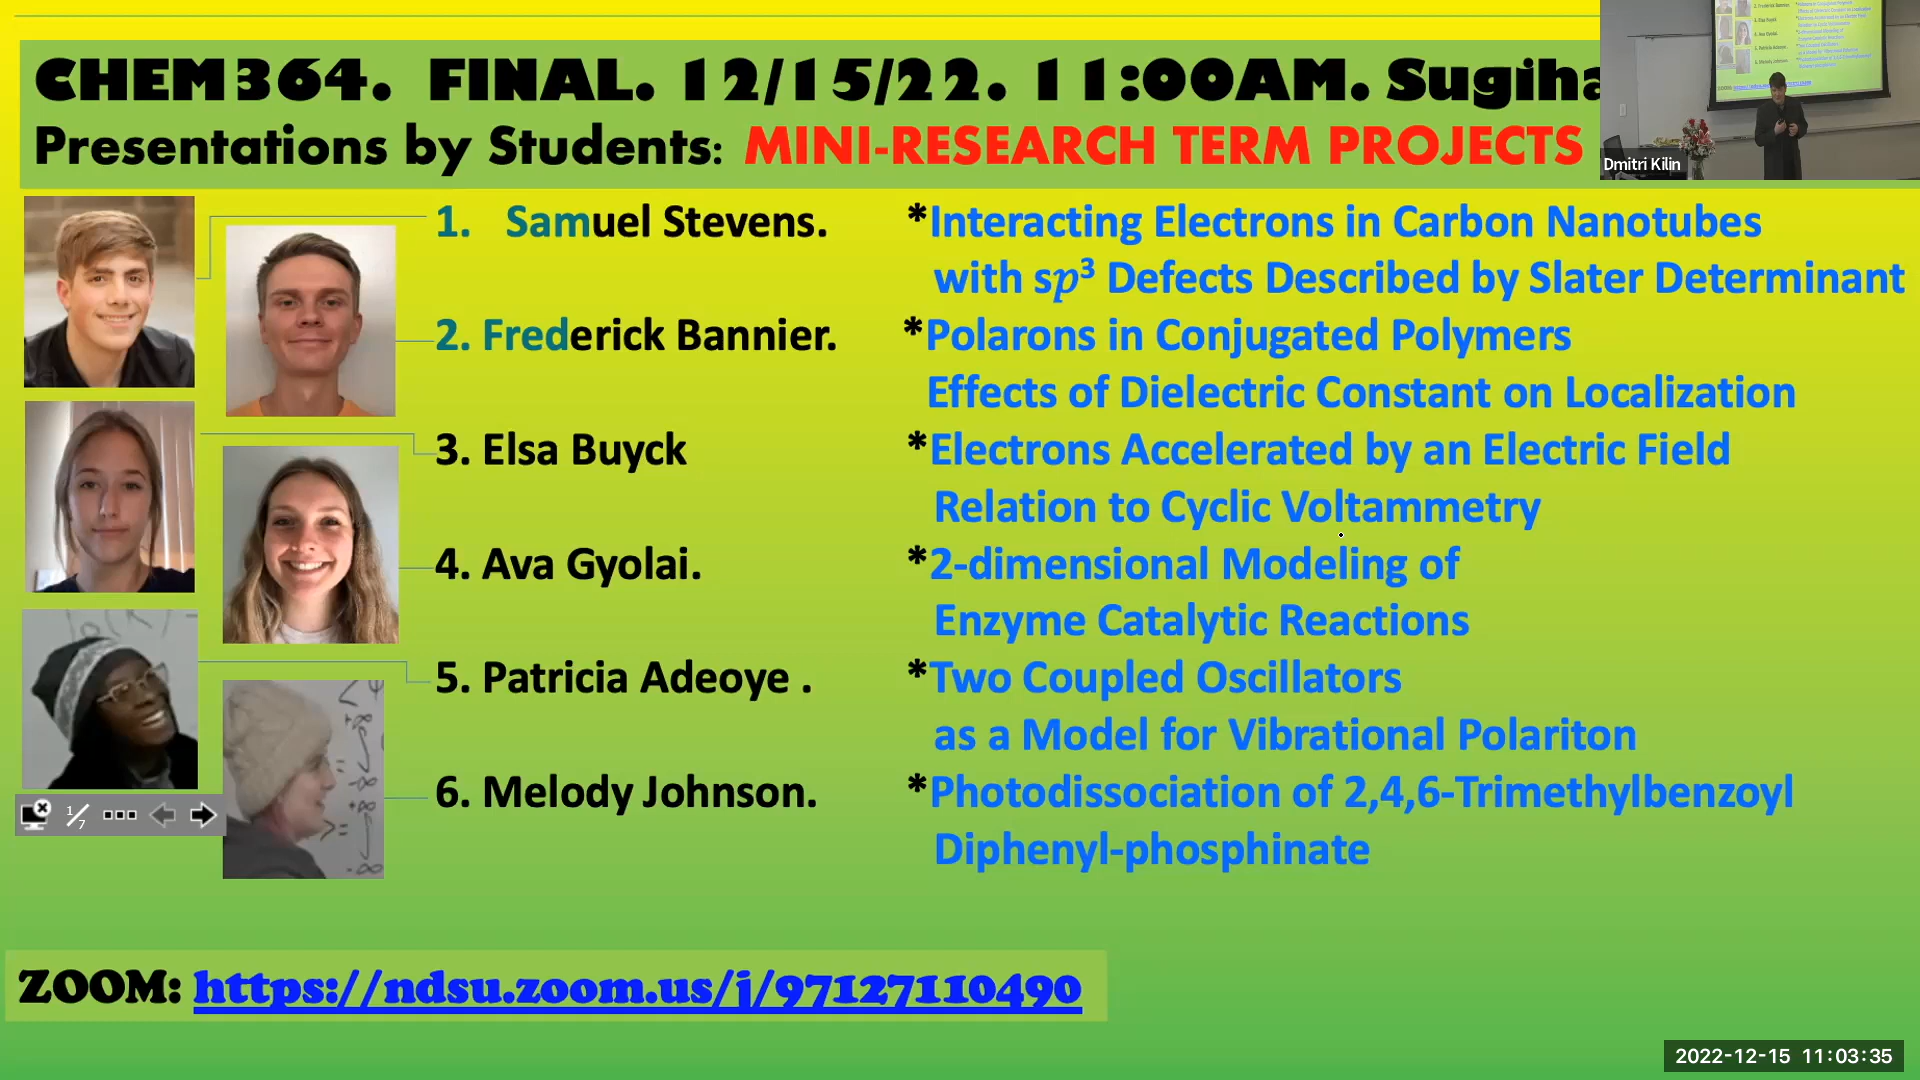 CHEM364. FINAL. 12/15/22. 11:00AM. Sugiha
Presentations by Students: MINI-RESEARCH TERM PROJECTS
Dmitri Kilin
1. Samuel Stevens. *Interacting Electrons in Carbon Nanotubes
with sp³ Defects Described by Slater Determinant
2. Frederick Bannier. *Polarons in Conjugated Polymers
Effects of Dielectric Constant on Localization
3. Elsa Buyck *Electrons Accelerated by an Electric Field
Relation to Cyclic Voltammetry
4. Ava Gyolai. *2-dimensional Modeling of
Enzyme Catalytic Reactions
5. Patricia Adeoye . *Two Coupled Oscillators
as a Model for Vibrational Polariton
6. Melody Johnson. *Photodissociation of 2,4,6-Trimethylbenzoyl
Diphenyl-phosphinate
1/7
ZOOM: https://ndsu.zoom.us/j/97127110490
2022-12-15 11:03:35